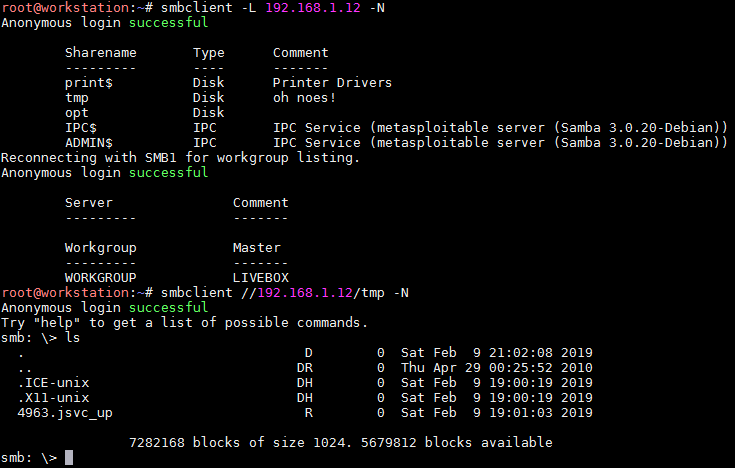 root@workstation:~# smbclient -L 192.168.1.12 -N
Anonymous login successful
Sharename Type Comment
--------- ---- -------
print$ Disk Printer Drivers
tmp Disk oh noes!
opt Disk
IPC$ IPC IPC Service (metasploitable server (Samba 3.0.20-Debian))
ADMIN$ IPC IPC Service (metasploitable server (Samba 3.0.20-Debian))
Reconnecting with SMB1 for workgroup listing.
Anonymous login successful
Server Comment
--------- -------
Workgroup Master
--------- -------
WORKGROUP LIVEBOX
root@workstation:~# smbclient //192.168.1.12/tmp -N
Anonymous login successful
Try "help" to get a list of possible commands.
smb: \> ls
. D 0 Sat Feb 9 21:02:08 2019
.. DR 0 Thu Apr 29 00:25:52 2010
.ICE-unix DH 0 Sat Feb 9 19:00:19 2019
.X11-unix DH 0 Sat Feb 9 19:00:19 2019
4963.jsvc_up R 0 Sat Feb 9 19:01:03 2019
7282168 blocks of size 1024. 5679812 blocks available
smb: \>